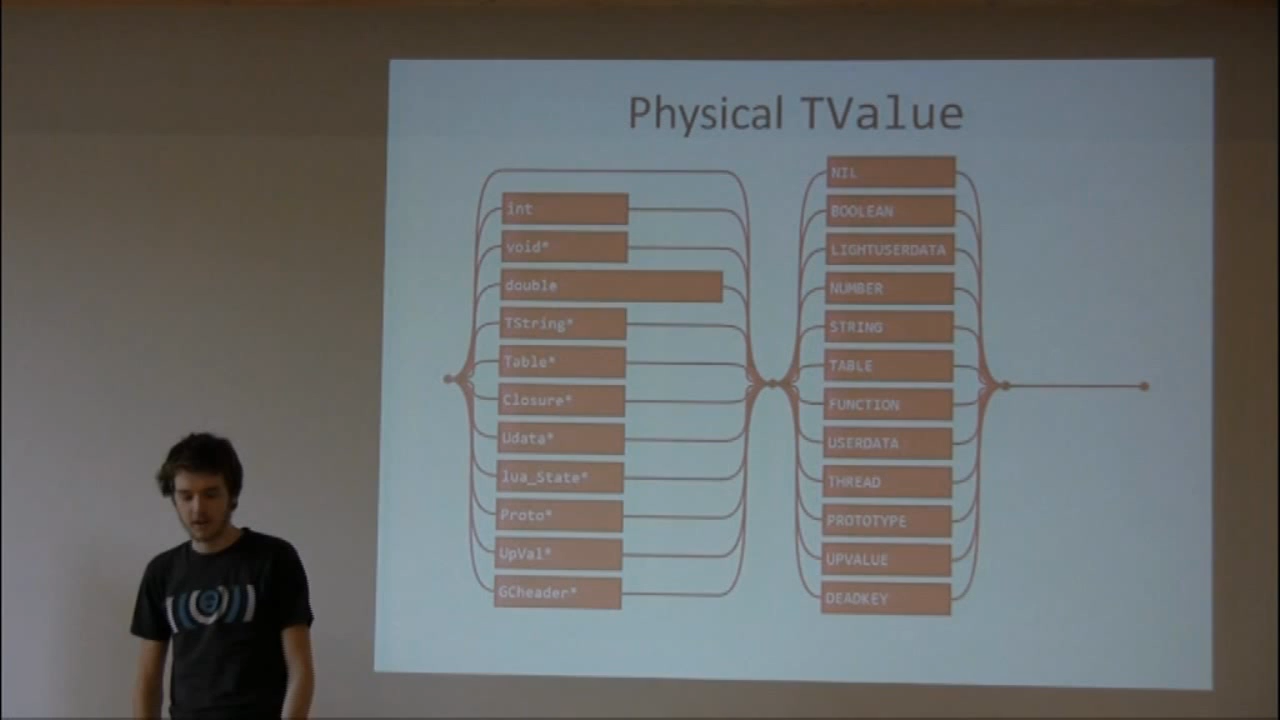 Physical TValue
int
void*
double
TString*
Table*
Closure*
Udata*
lua_State*
Proto*
UpVal*
GCheader*
NIL
BOOLEAN
LIGHTUSERDATA
NUMBER
STRING
TABLE
FUNCTION
USERDATA
THREAD
PROTOTYPE
UPVALUE
DEADKEY